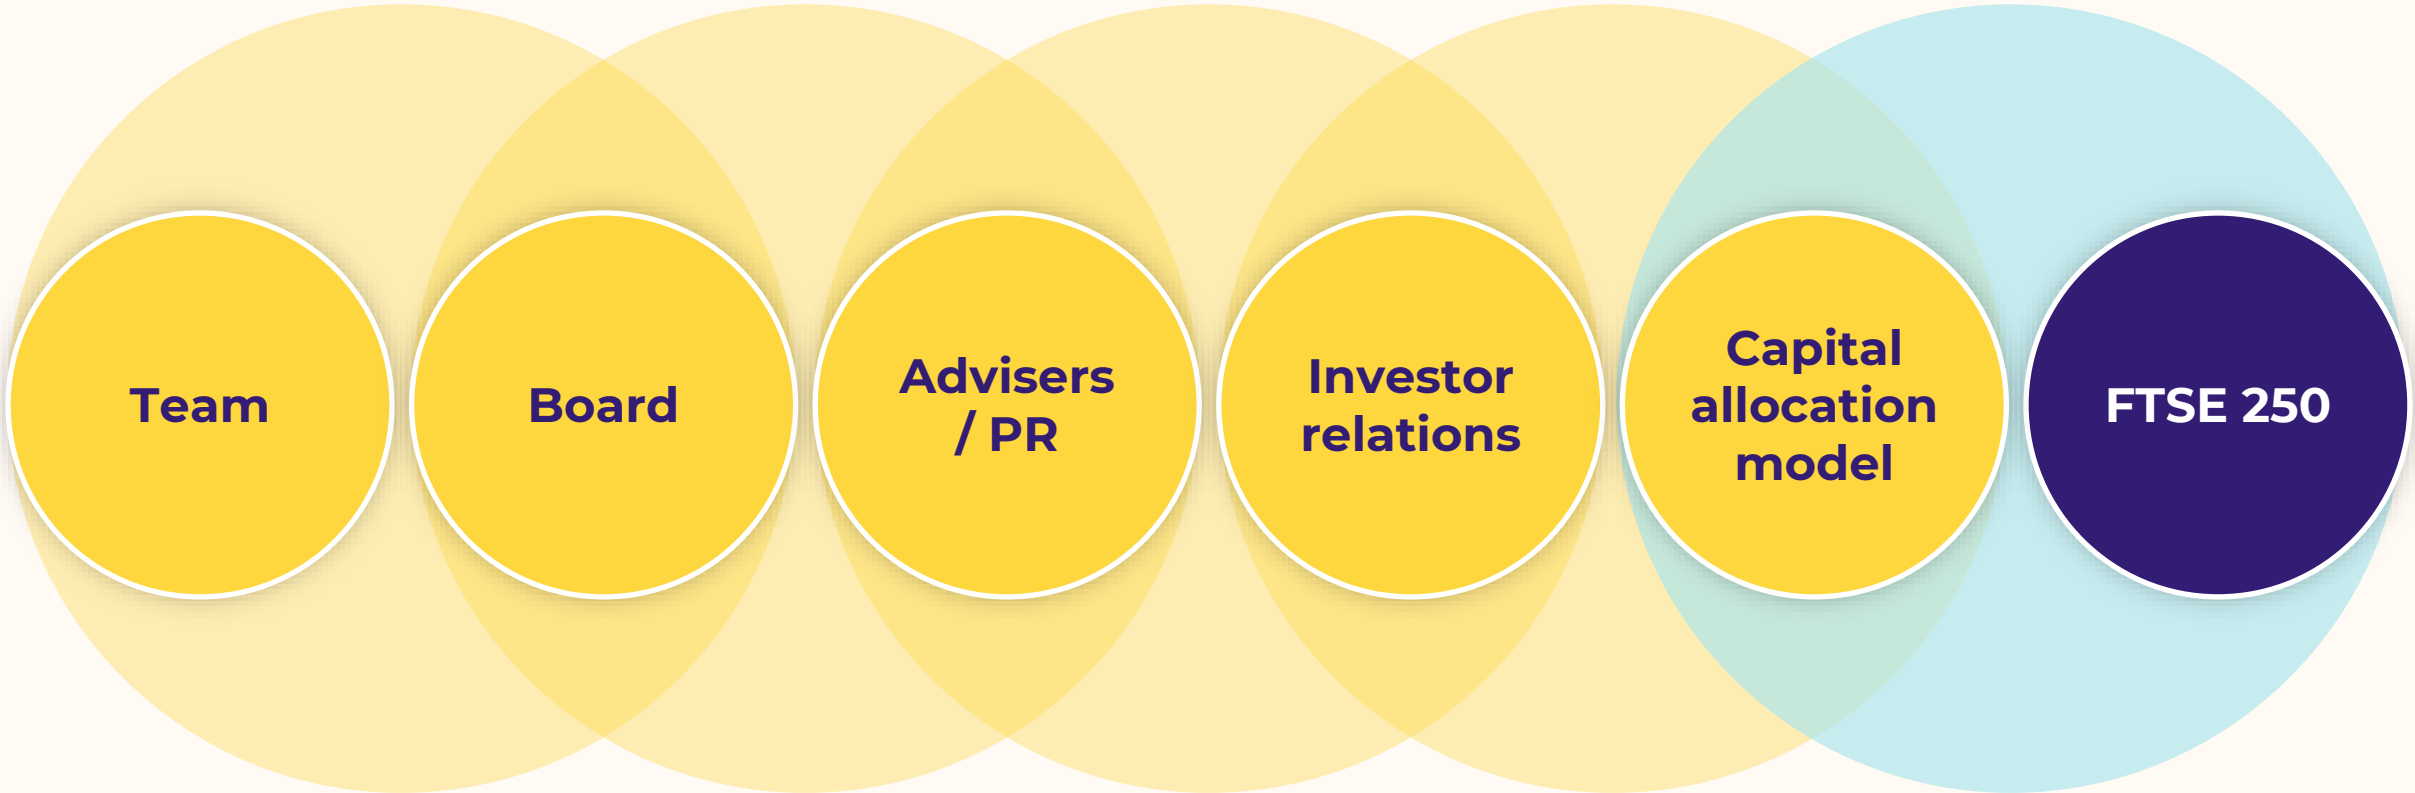 Team
Board
Advisers
/ PR
Investor
relations
Capital
allocation
model
FTSE 250